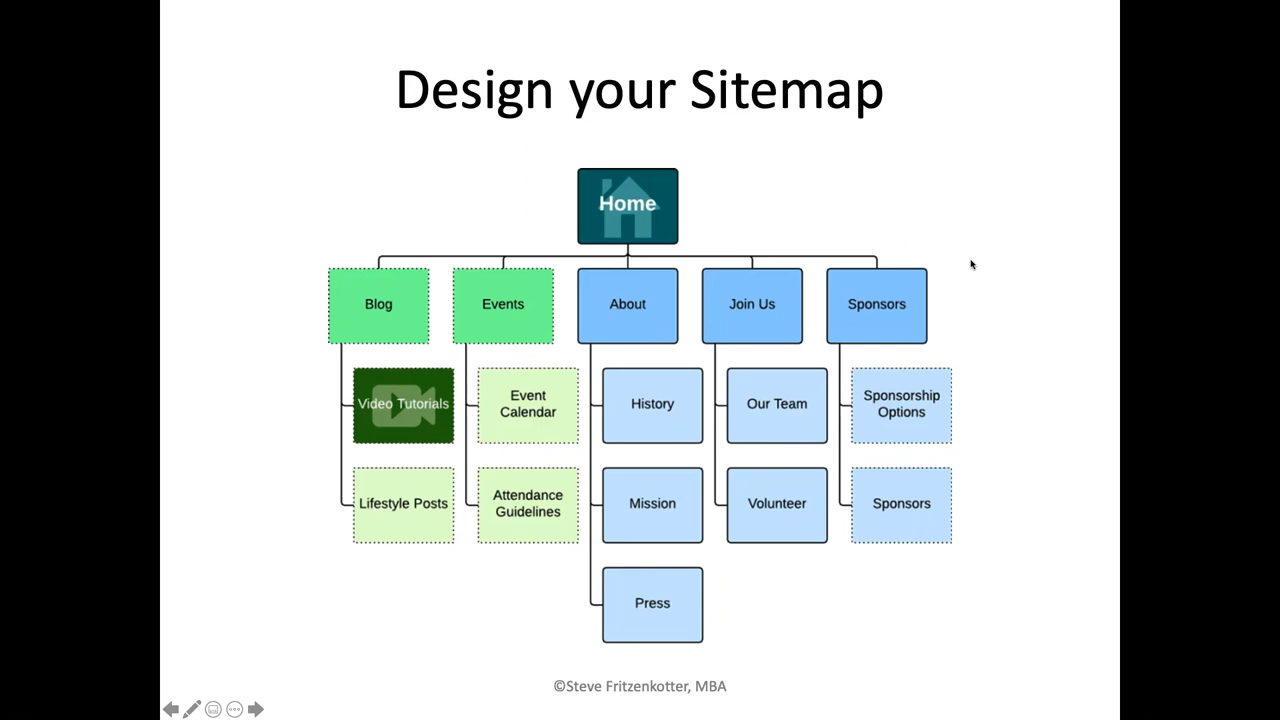 Design your Sitemap
Home
Blog
Events
About
Join Us
Sponsors
Video Tutorials
Event
Calendar
History
Our Team
Sponsorship
Options
Lifestyle Posts
Attendance
Guidelines
Mission
Volunteer
Sponsors
Press
©Steve Fritzenkotter, MBA